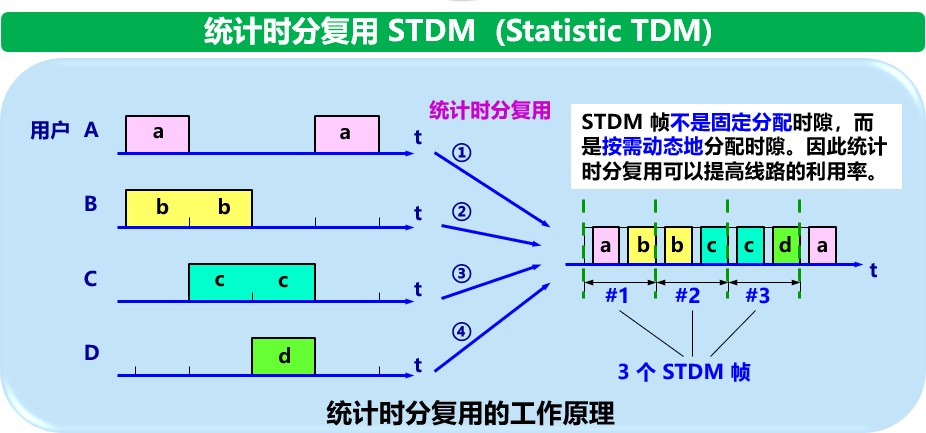 统计时分复用 STDM（Statistic TDM）
统计时分复用
用户 A a a t
①
B b b t
②
C c c t
③
D d t
④
STDM 帧不是固定分配时隙，而
是按需动态地分配时隙。因此统计
时分复用可以提高线路的利用率。
a b b c c d a
t
#1 #2 #3
3 个 STDM 帧
统计时分复用的工作原理